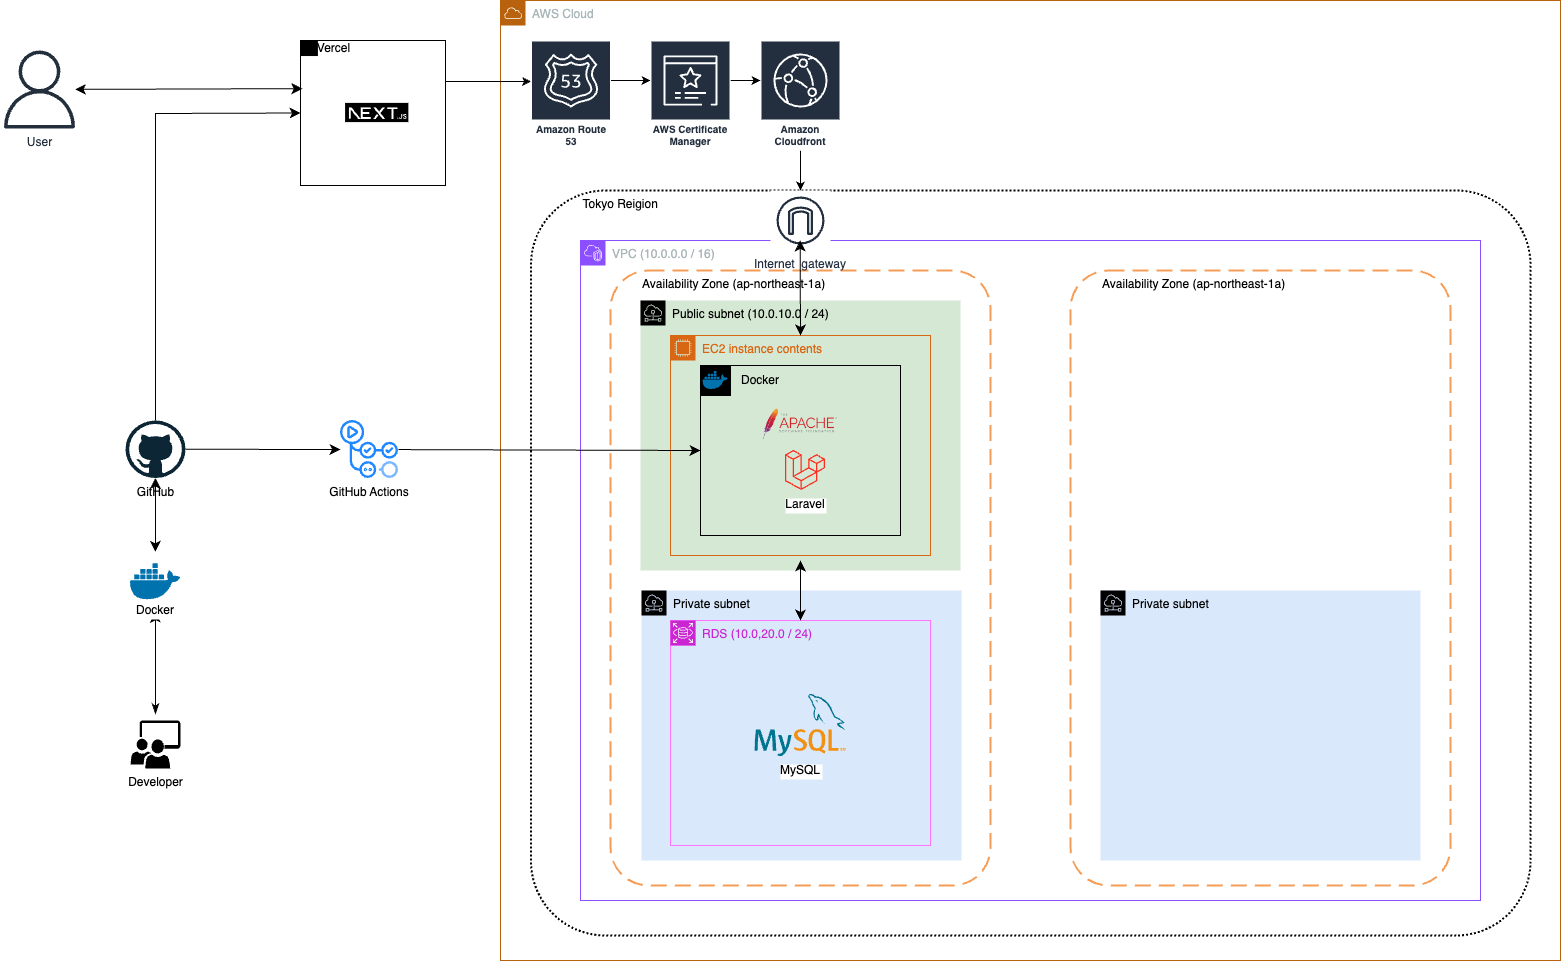 AWS Cloud
Vercel
NEXT.JS
User
53
Amazon Route
53
AWS Certificate
Manager
Amazon
Cloudfront
Tokyo Reigion
VPC (10.0.0.0 / 16)
Internet gateway
Availability Zone (ap-northeast-1a)
Availability Zone (ap-northeast-1a)
Public subnet (10.0.10.0 / 24)
EC2 instance contents
Docker
THE
APACHE
SOFTWARE FOUNDATION
Laravel
GitHub
GitHub Actions
Docker
Developer
Private subnet
RDS (10.0,20.0 / 24)
MySQL
MySQL
Private subnet